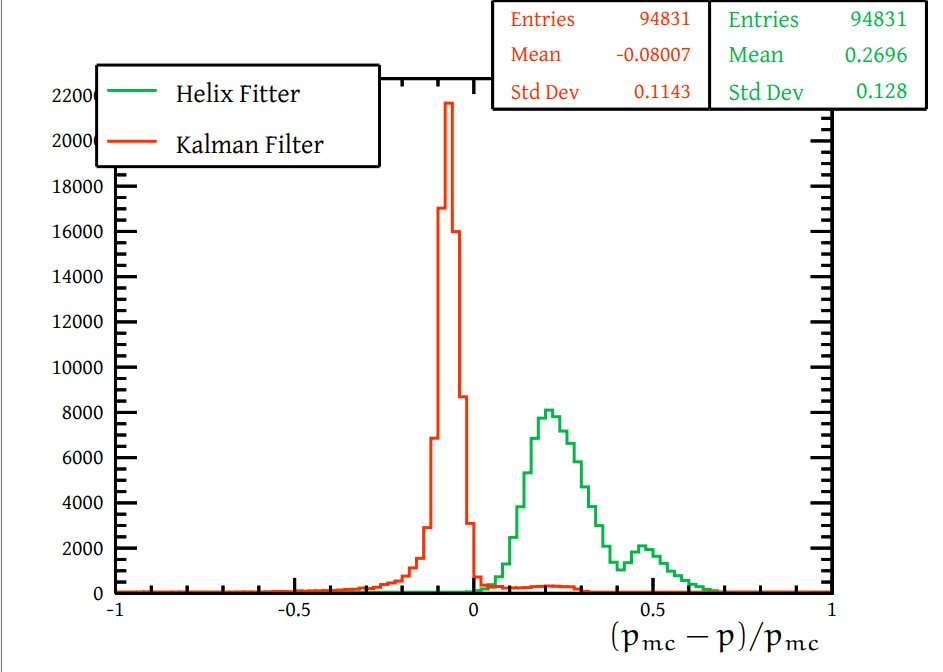 Entries 94831
Mean -0.08007
Std Dev 0.1143
Entries 94831
Mean 0.2696
Std Dev 0.128
Helix Fitter
Kalman Filter
2200
2000
18000
16000
14000
12000
10000
8000
6000
4000
2000
0
-1 -0.5 0 0.5 1
(pmc − p)/pmc